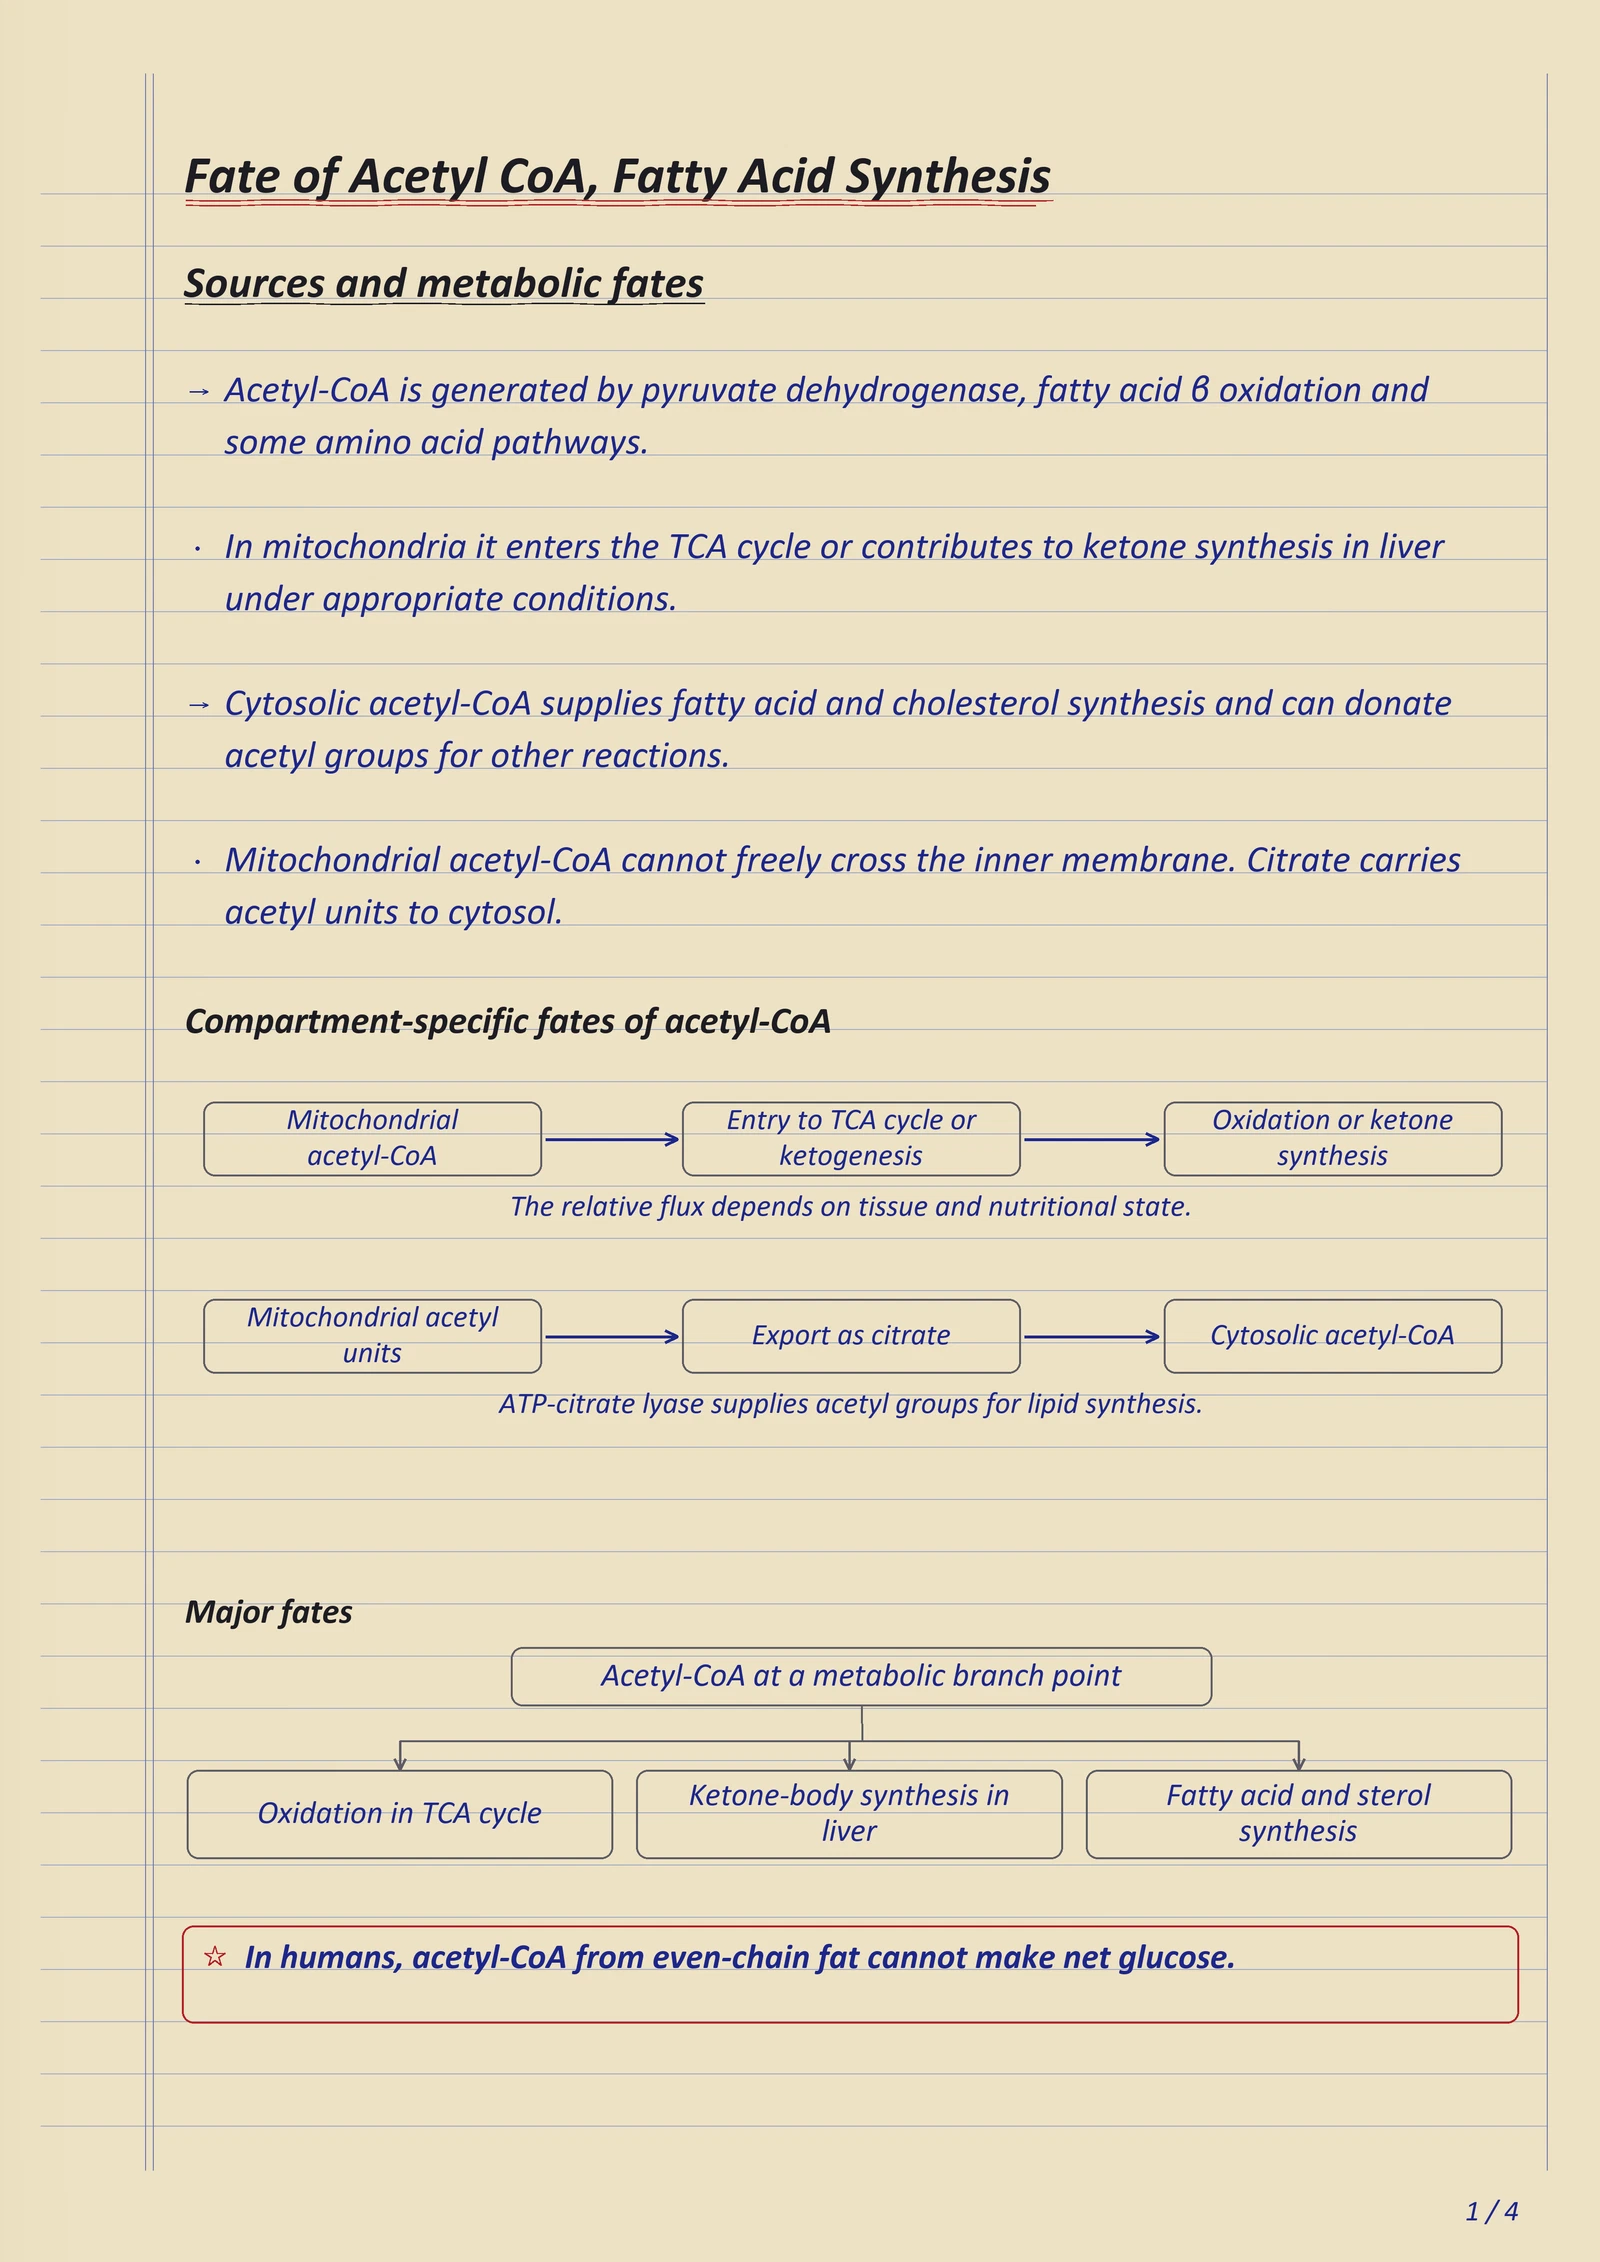 Fate of Acetyl CoA, Fatty Acid Synthesis
Sources and metabolic fates
→ Acetyl-CoA is generated by pyruvate dehydrogenase, fatty acid β oxidation and
some amino acid pathways.
· In mitochondria it enters the TCA cycle or contributes to ketone synthesis in liver
under appropriate conditions.
→ Cytosolic acetyl-CoA supplies fatty acid and cholesterol synthesis and can donate
acetyl groups for other reactions.
· Mitochondrial acetyl-CoA cannot freely cross the inner membrane. Citrate carries
acetyl units to cytosol.
Compartment-specific fates of acetyl-CoA
Mitochondrial
acetyl-CoA
Entry to TCA cycle or
ketogenesis
Oxidation or ketone
synthesis
The relative flux depends on tissue and nutritional state.
Mitochondrial acetyl
units
Export as citrate
Cytosolic acetyl-CoA
ATP-citrate lyase supplies acetyl groups for lipid synthesis.
Major fates
Acetyl-CoA at a metabolic branch point
Oxidation in TCA cycle
Ketone-body synthesis in
liver
Fatty acid and sterol
synthesis
☆ In humans, acetyl-CoA from even-chain fat cannot make net glucose.
1 / 4